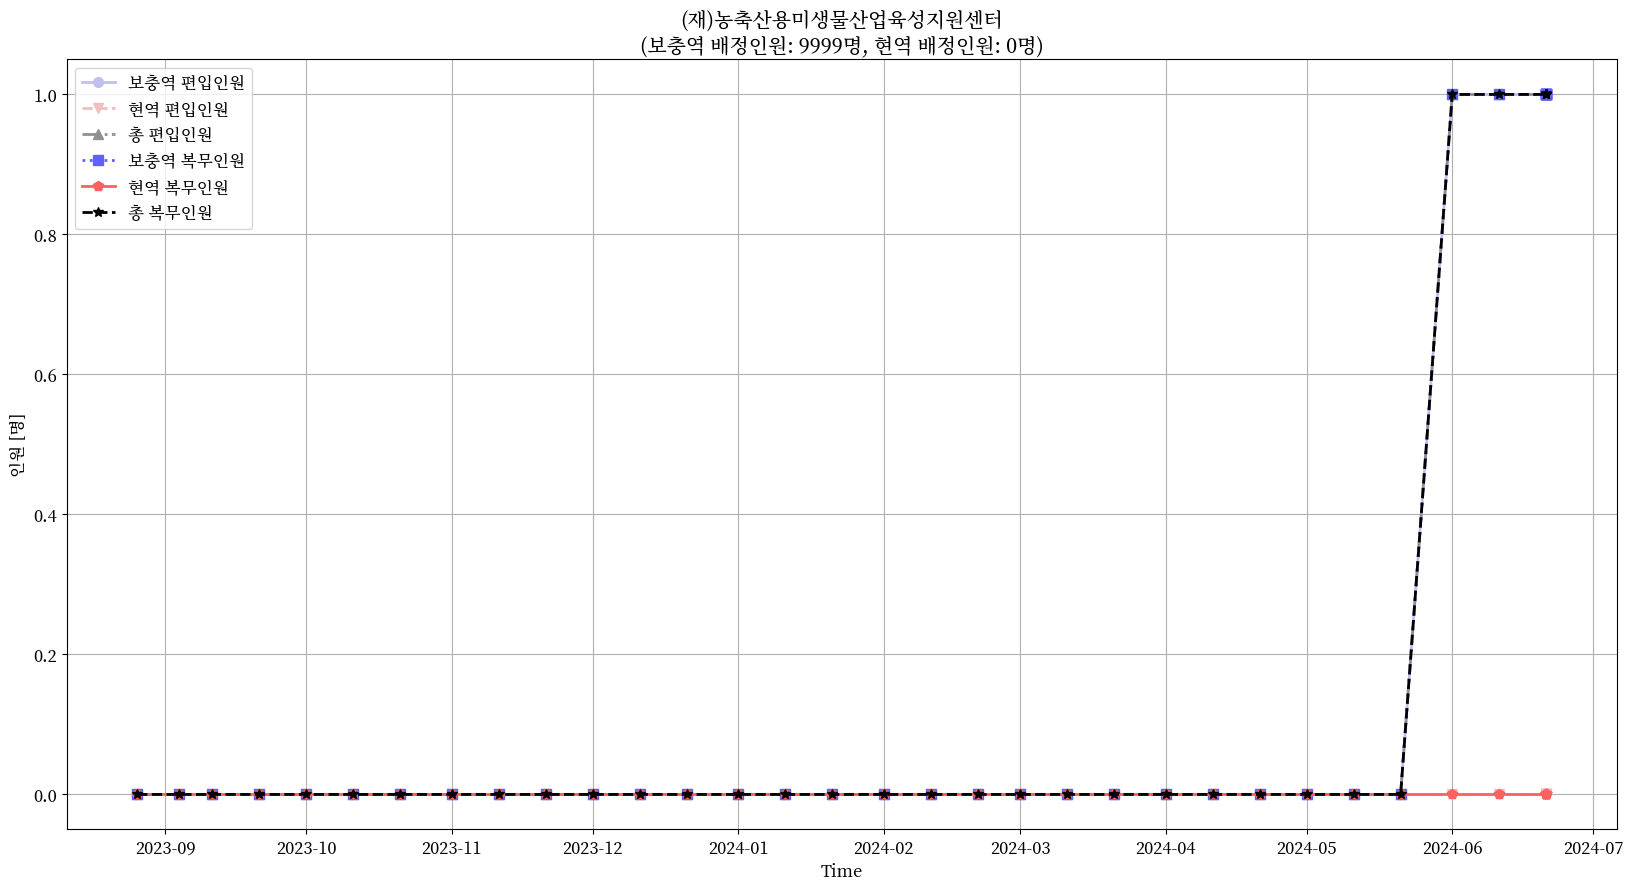 (재)농축산용미생물산업육성지원센터
(보충역 배정인원: 9999명, 현역 배정인원: 0명)
보충역 편입인원
현역 편입인원
총 편입인원
보충역 복무인원
현역 복무인원
총 복무인원
1.0
0.8
0.6
0.4
0.2
0.0
인원 [명]
2023-09 2023-10 2023-11 2023-12 2024-01 2024-02 2024-03 2024-04 2024-05 2024-06 2024-07
Time